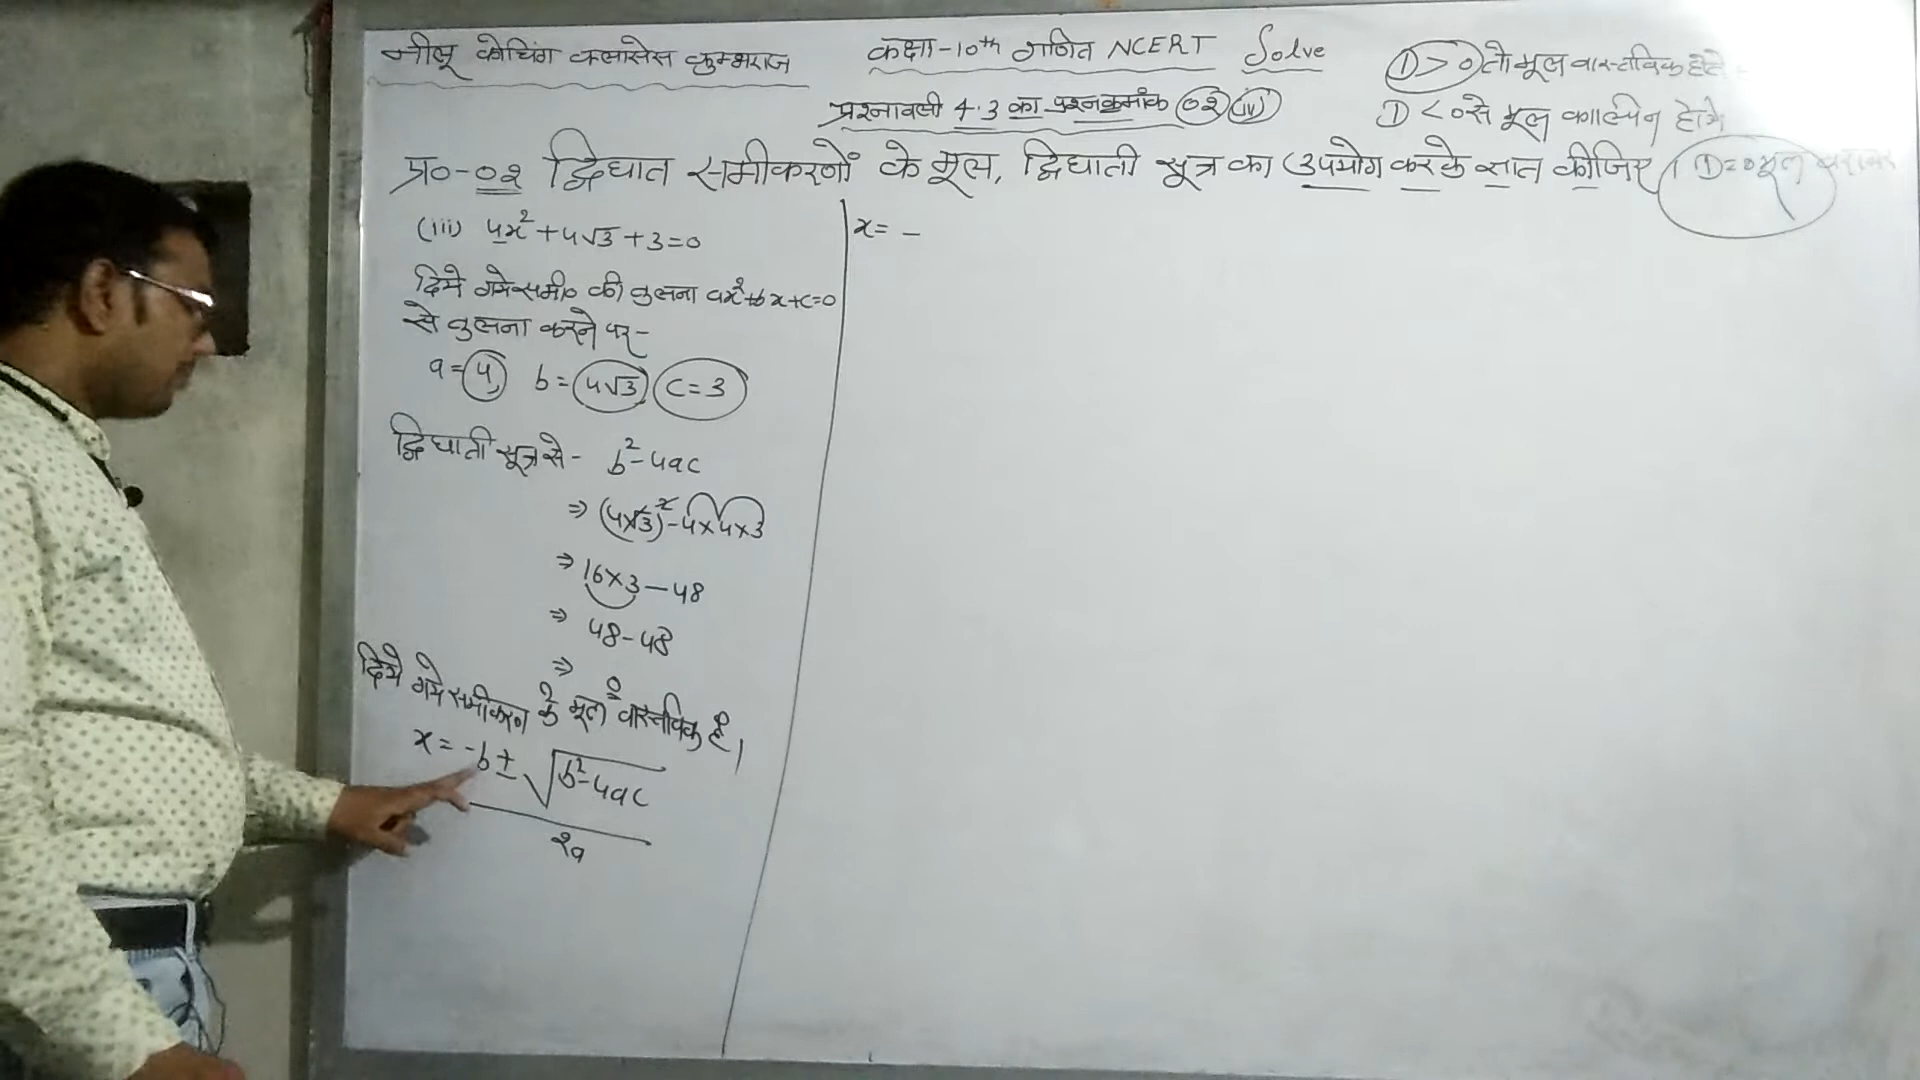 नीलू कोचिंग क्लासेस कुम्भराज
कक्षा-10th गणित NCERT Solve
प्रश्नावली 4.3 का प्रश्न क्रमांक 02 (iv)
D > 0 तो मूल वास्तविक होते
D < 0 से मूल काल्पिन होगे
D = 0 मूल बराबर
प्र०-02 द्विघात समीकरणों के मूल, द्विघाती सूत्र का उपयोग करके ज्ञात कीजिए।
(iii) 4x² + 4√3 + 3 = 0
दिये गये समी० की तुलना ax²+bx+c=0
से तुलना करने पर-
a = 4, b = 4√3, c = 3
द्विघाती सूत्र से - b² - 4ac
⇒ (4×√3)² - 4×4×3
⇒ 16×3 — 48
⇒ 48 - 48
⇒ 0
दिये गये समीकरण के मूल वास्तविक है।
x = -b ± √b² - 4ac
2a
x = -